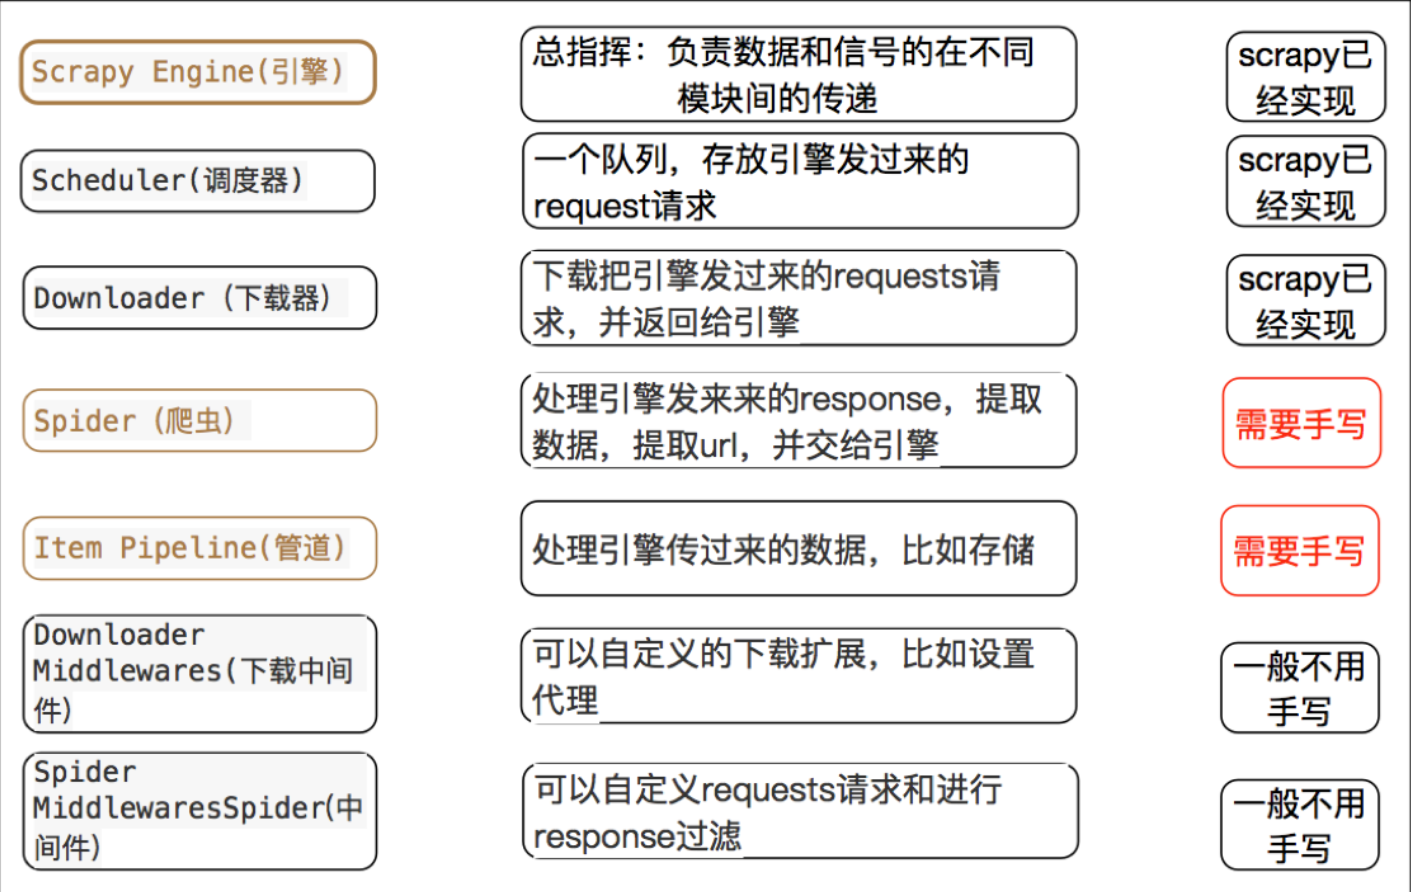 Scrapy Engine(引擎)
总指挥：负责数据和信号的在不同
模块间的传递
scrapy已
经实现
Scheduler(调度器)
一个队列，存放引擎发过来的
request请求
scrapy已
经实现
Downloader（下载器）
下载把引擎发过来的requests请
求，并返回给引擎
scrapy已
经实现
Spider（爬虫）
处理引擎发来来的response，提取
数据，提取url，并交给引擎
需要手写
Item Pipeline(管道)
处理引擎传过来的数据，比如存储
需要手写
Downloader
Middlewares(下载中间
件)
可以自定义的下载扩展，比如设置
代理
一般不用
手写
Spider
MiddlewaresSpider(中
间件)
可以自定义requests请求和进行
response过滤
一般不用
手写